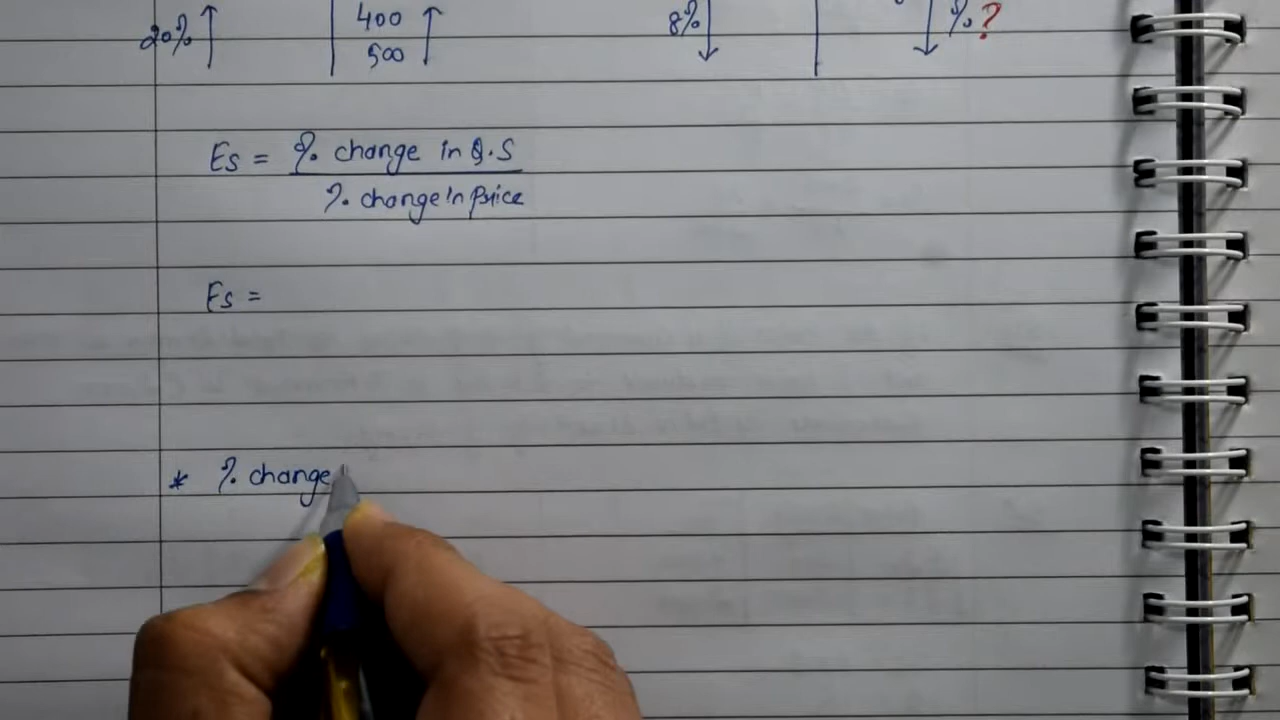 20% ↑ 400 ↑ 8% ↓ ↓ %?
500
Es = % change in Q.S
% change in Price
Es =
* % change